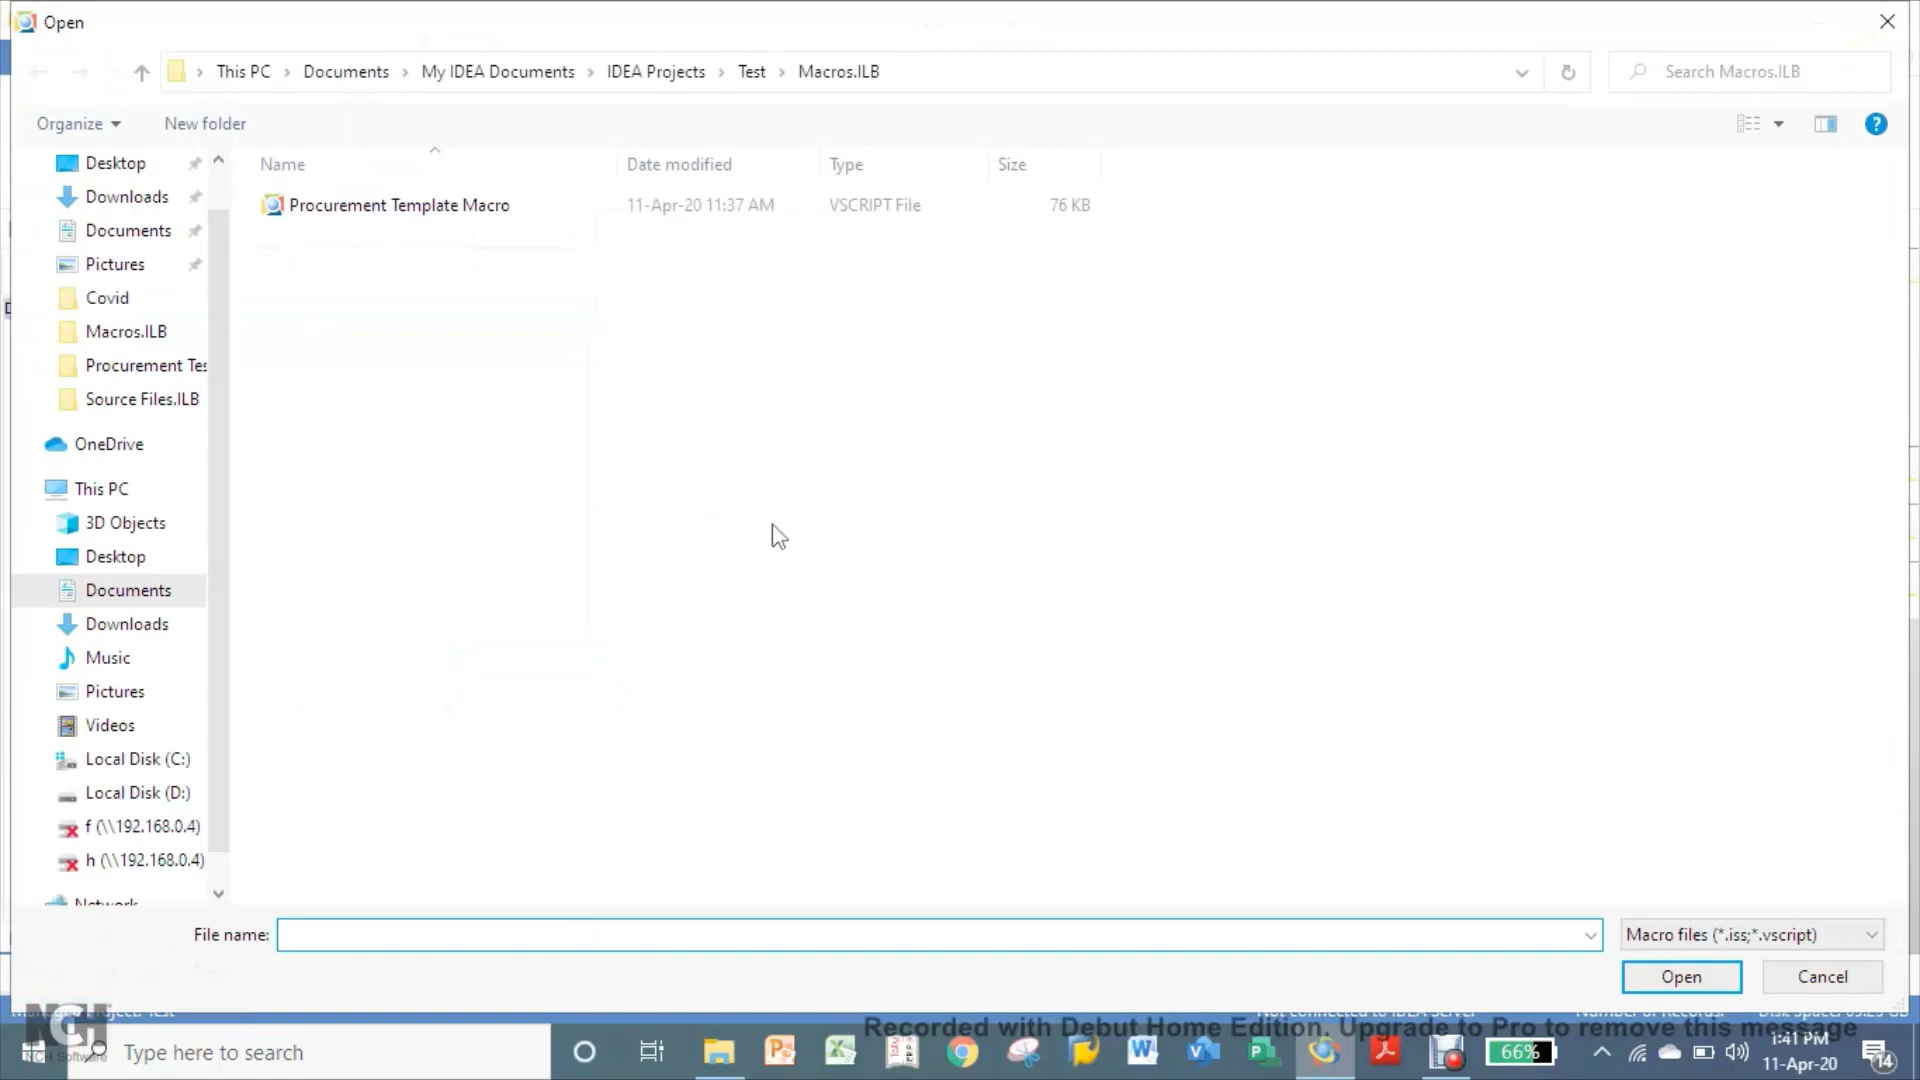 Open
This PC > Documents > My IDEA Documents > IDEA Projects > Test > Macros.ILB
Search Macros.ILB
Organize
New folder
Name
Date modified
Type
Size
Procurement Template Macro
11-Apr-20 11:37 AM
VSCRIPT File
76 KB
Desktop
Downloads
Documents
Pictures
Covid
Macros.ILB
Procurement Tes
Source Files.ILB
OneDrive
This PC
3D Objects
Desktop
Documents
Downloads
Music
Pictures
Videos
Local Disk (C:)
Local Disk (D:)
f (\\192.168.0.4)
h (\\192.168.0.4)
Network
File name:
Macro files (*.iss;*.vscript)
Open
Cancel
NCH
NCH Software
Recorded with Debut Home Edition. Upgrade to Pro to remove this message
Type here to search
66%
1:41 PM
11-Apr-20
14